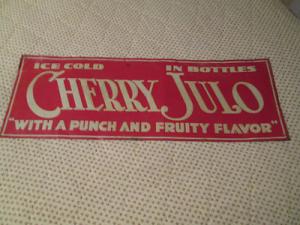 ICE COLD IN BOTTLES
CHERRY JULO
"WITH A PUNCH AND FRUITY FLAVOR"